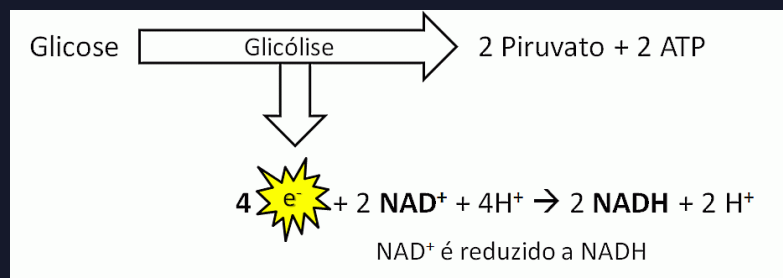 Glicose Glicólise 2 Piruvato + 2 ATP
4 e⁻ + 2 NAD⁺ + 4H⁺ → 2 NADH + 2 H⁺
NAD⁺ é reduzido a NADH